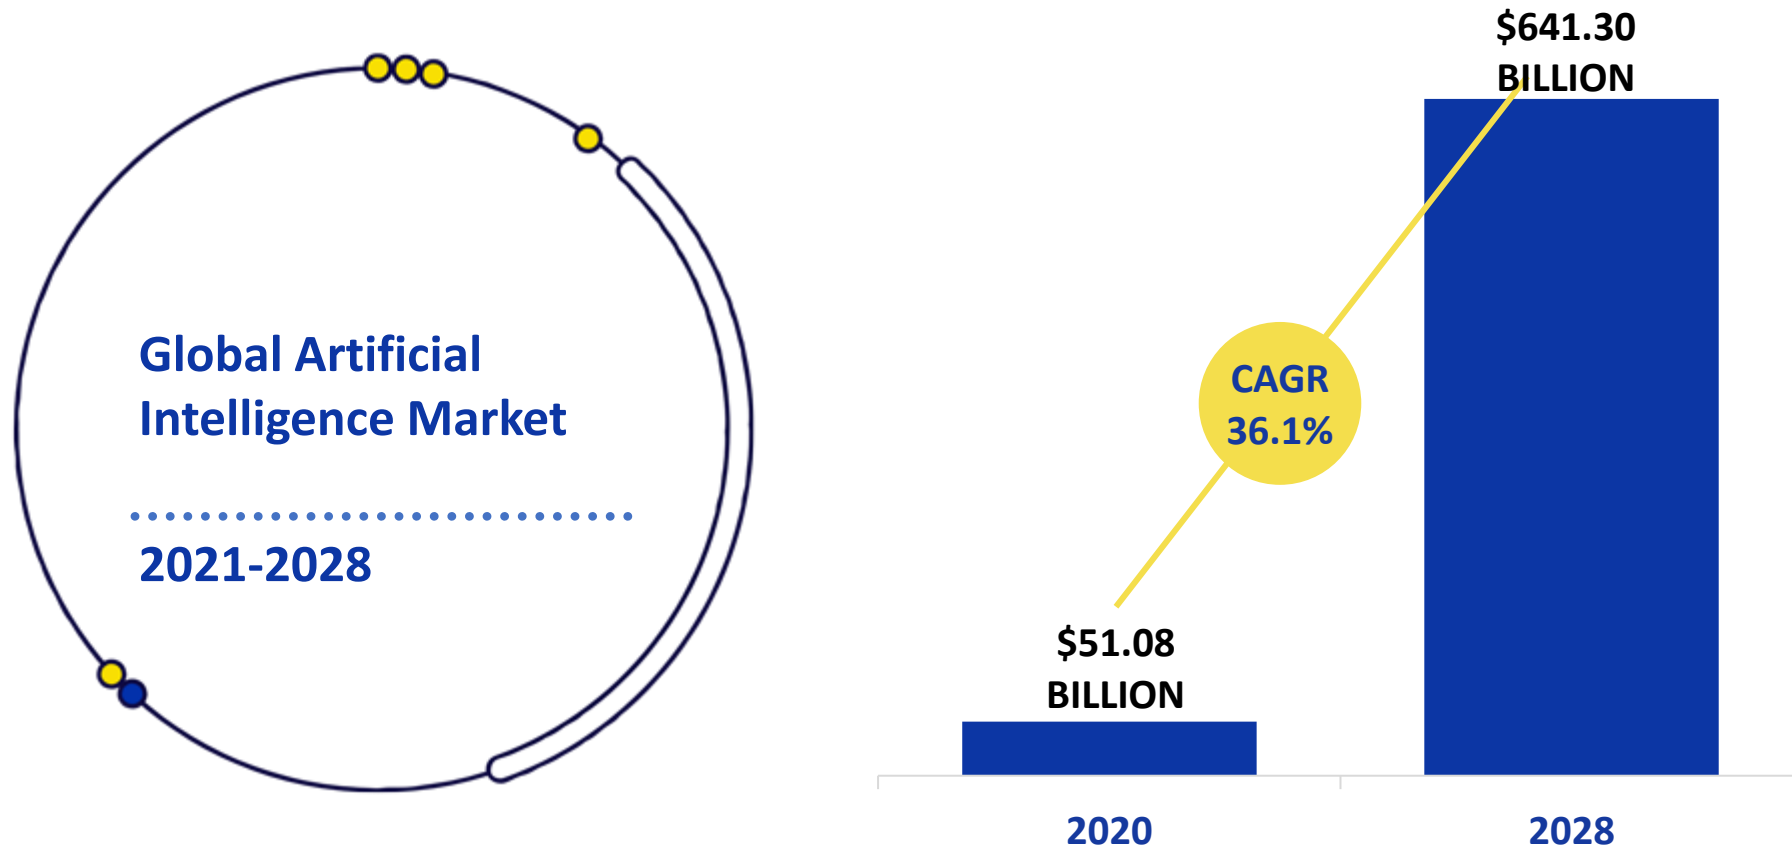 Global Artificial
Intelligence Market
2021-2028
$641.30
BILLION
CAGR
36.1%
$51.08
BILLION
2020
2028